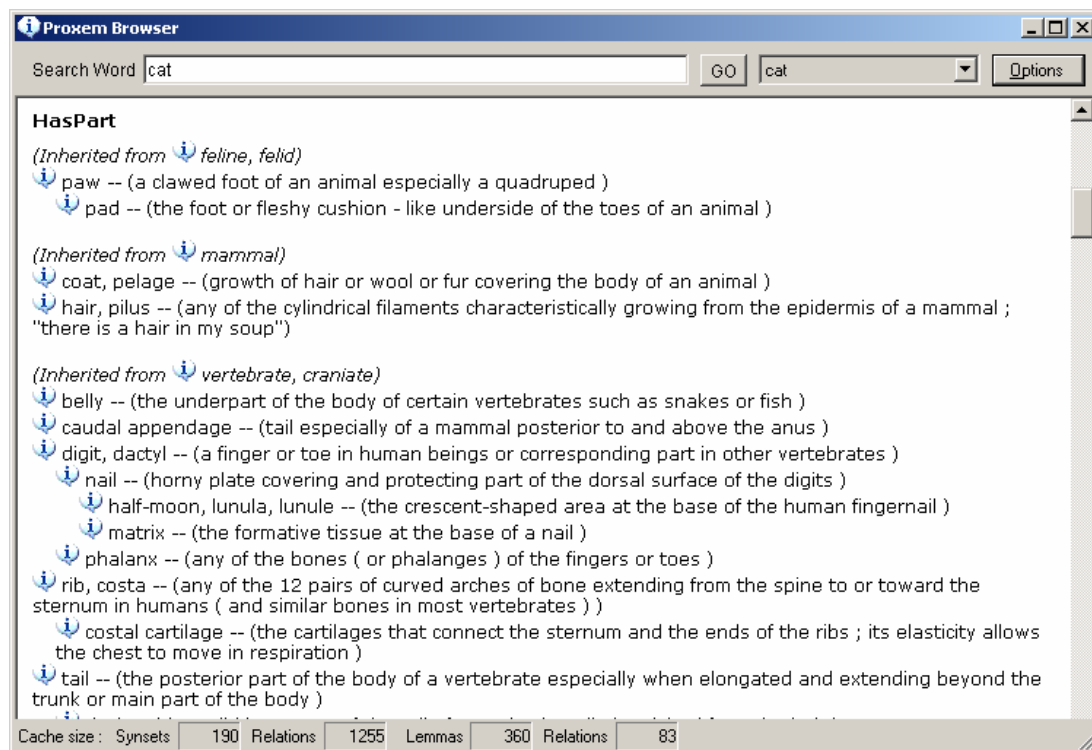 Proxem Browser
Search Word cat GO cat Options
HasPart
(Inherited from feline, felid)
paw -- (a clawed foot of an animal especially a quadruped )
pad -- (the foot or fleshy cushion - like underside of the toes of an animal )
(Inherited from mammal)
coat, pelage -- (growth of hair or wool or fur covering the body of an animal )
hair, pilus -- (any of the cylindrical filaments characteristically growing from the epidermis of a mammal ;
"there is a hair in my soup")
(Inherited from vertebrate, craniate)
belly -- (the underpart of the body of certain vertebrates such as snakes or fish )
caudal appendage -- (tail especially of a mammal posterior to and above the anus )
digit, dactyl -- (a finger or toe in human beings or corresponding part in other vertebrates )
nail -- (horny plate covering and protecting part of the dorsal surface of the digits )
half-moon, lunula, lunule -- (the crescent-shaped area at the base of the human fingernail )
matrix -- (the formative tissue at the base of a nail )
phalanx -- (any of the bones ( or phalanges ) of the fingers or toes )
rib, costa -- (any of the 12 pairs of curved arches of bone extending from the spine to or toward the
sternum in humans ( and similar bones in most vertebrates ) )
costal cartilage -- (the cartilages that connect the sternum and the ends of the ribs ; its elasticity allows
the chest to move in respiration )
tail -- (the posterior part of the body of a vertebrate especially when elongated and extending beyond the
trunk or main part of the body )
Cache size : Synsets 190 Relations 1255 Lemmas 360 Relations 83